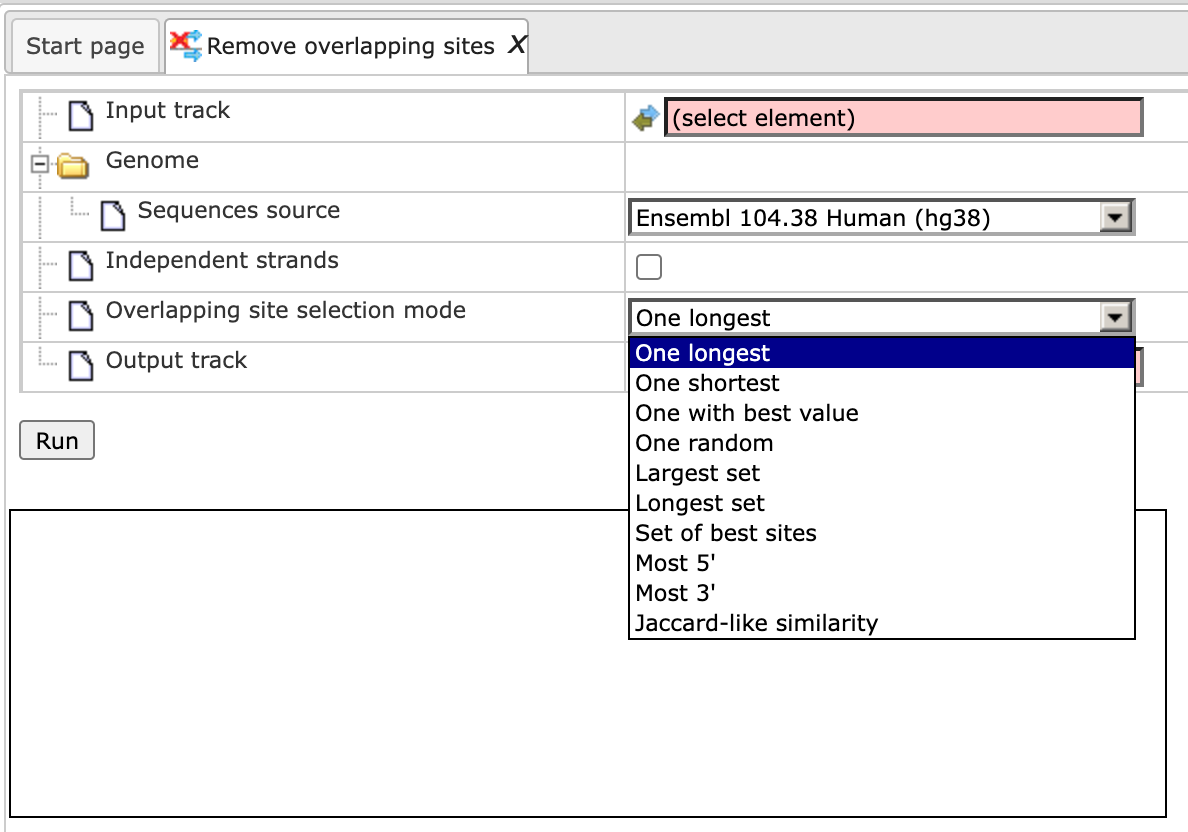 Start page
Remove overlapping sites X
Input track
(select element)
Genome
Sequences source
Ensembl 104.38 Human (hg38)
Independent strands
Overlapping site selection mode
One longest
Output track
One longest
One shortest
One with best value
One random
Largest set
Longest set
Set of best sites
Most 5'
Most 3'
Jaccard-like similarity
Run